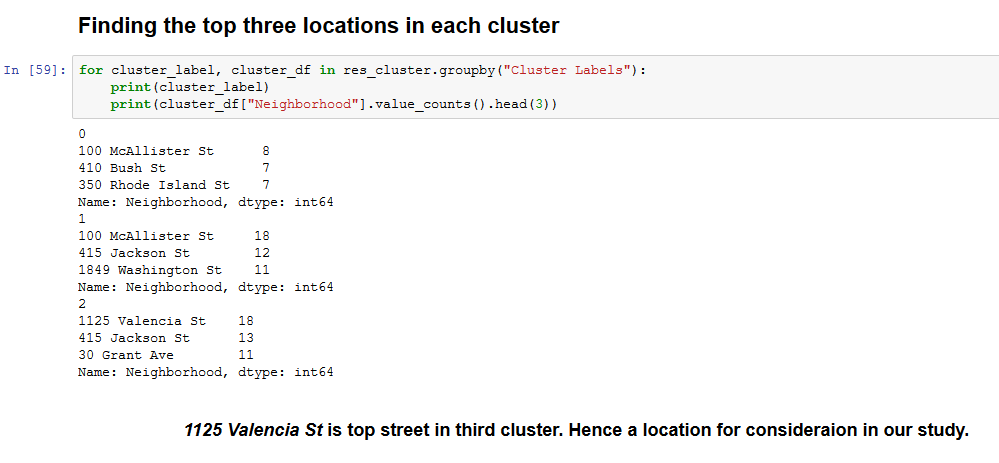 Finding the top three locations in each cluster
In [59]: for cluster_label, cluster_df in res_cluster.groupby("Cluster Labels"):
    print(cluster_label)
    print(cluster_df["Neighborhood"].value_counts().head(3))
0
100 McAllister St      8
410 Bush St            7
350 Rhode Island St    7
Name: Neighborhood, dtype: int64
1
100 McAllister St     18
415 Jackson St        12
1849 Washington St    11
Name: Neighborhood, dtype: int64
2
1125 Valencia St    18
415 Jackson St      13
30 Grant Ave        11
Name: Neighborhood, dtype: int64
1125 Valencia St is top street in third cluster. Hence a location for consideraion in our study.